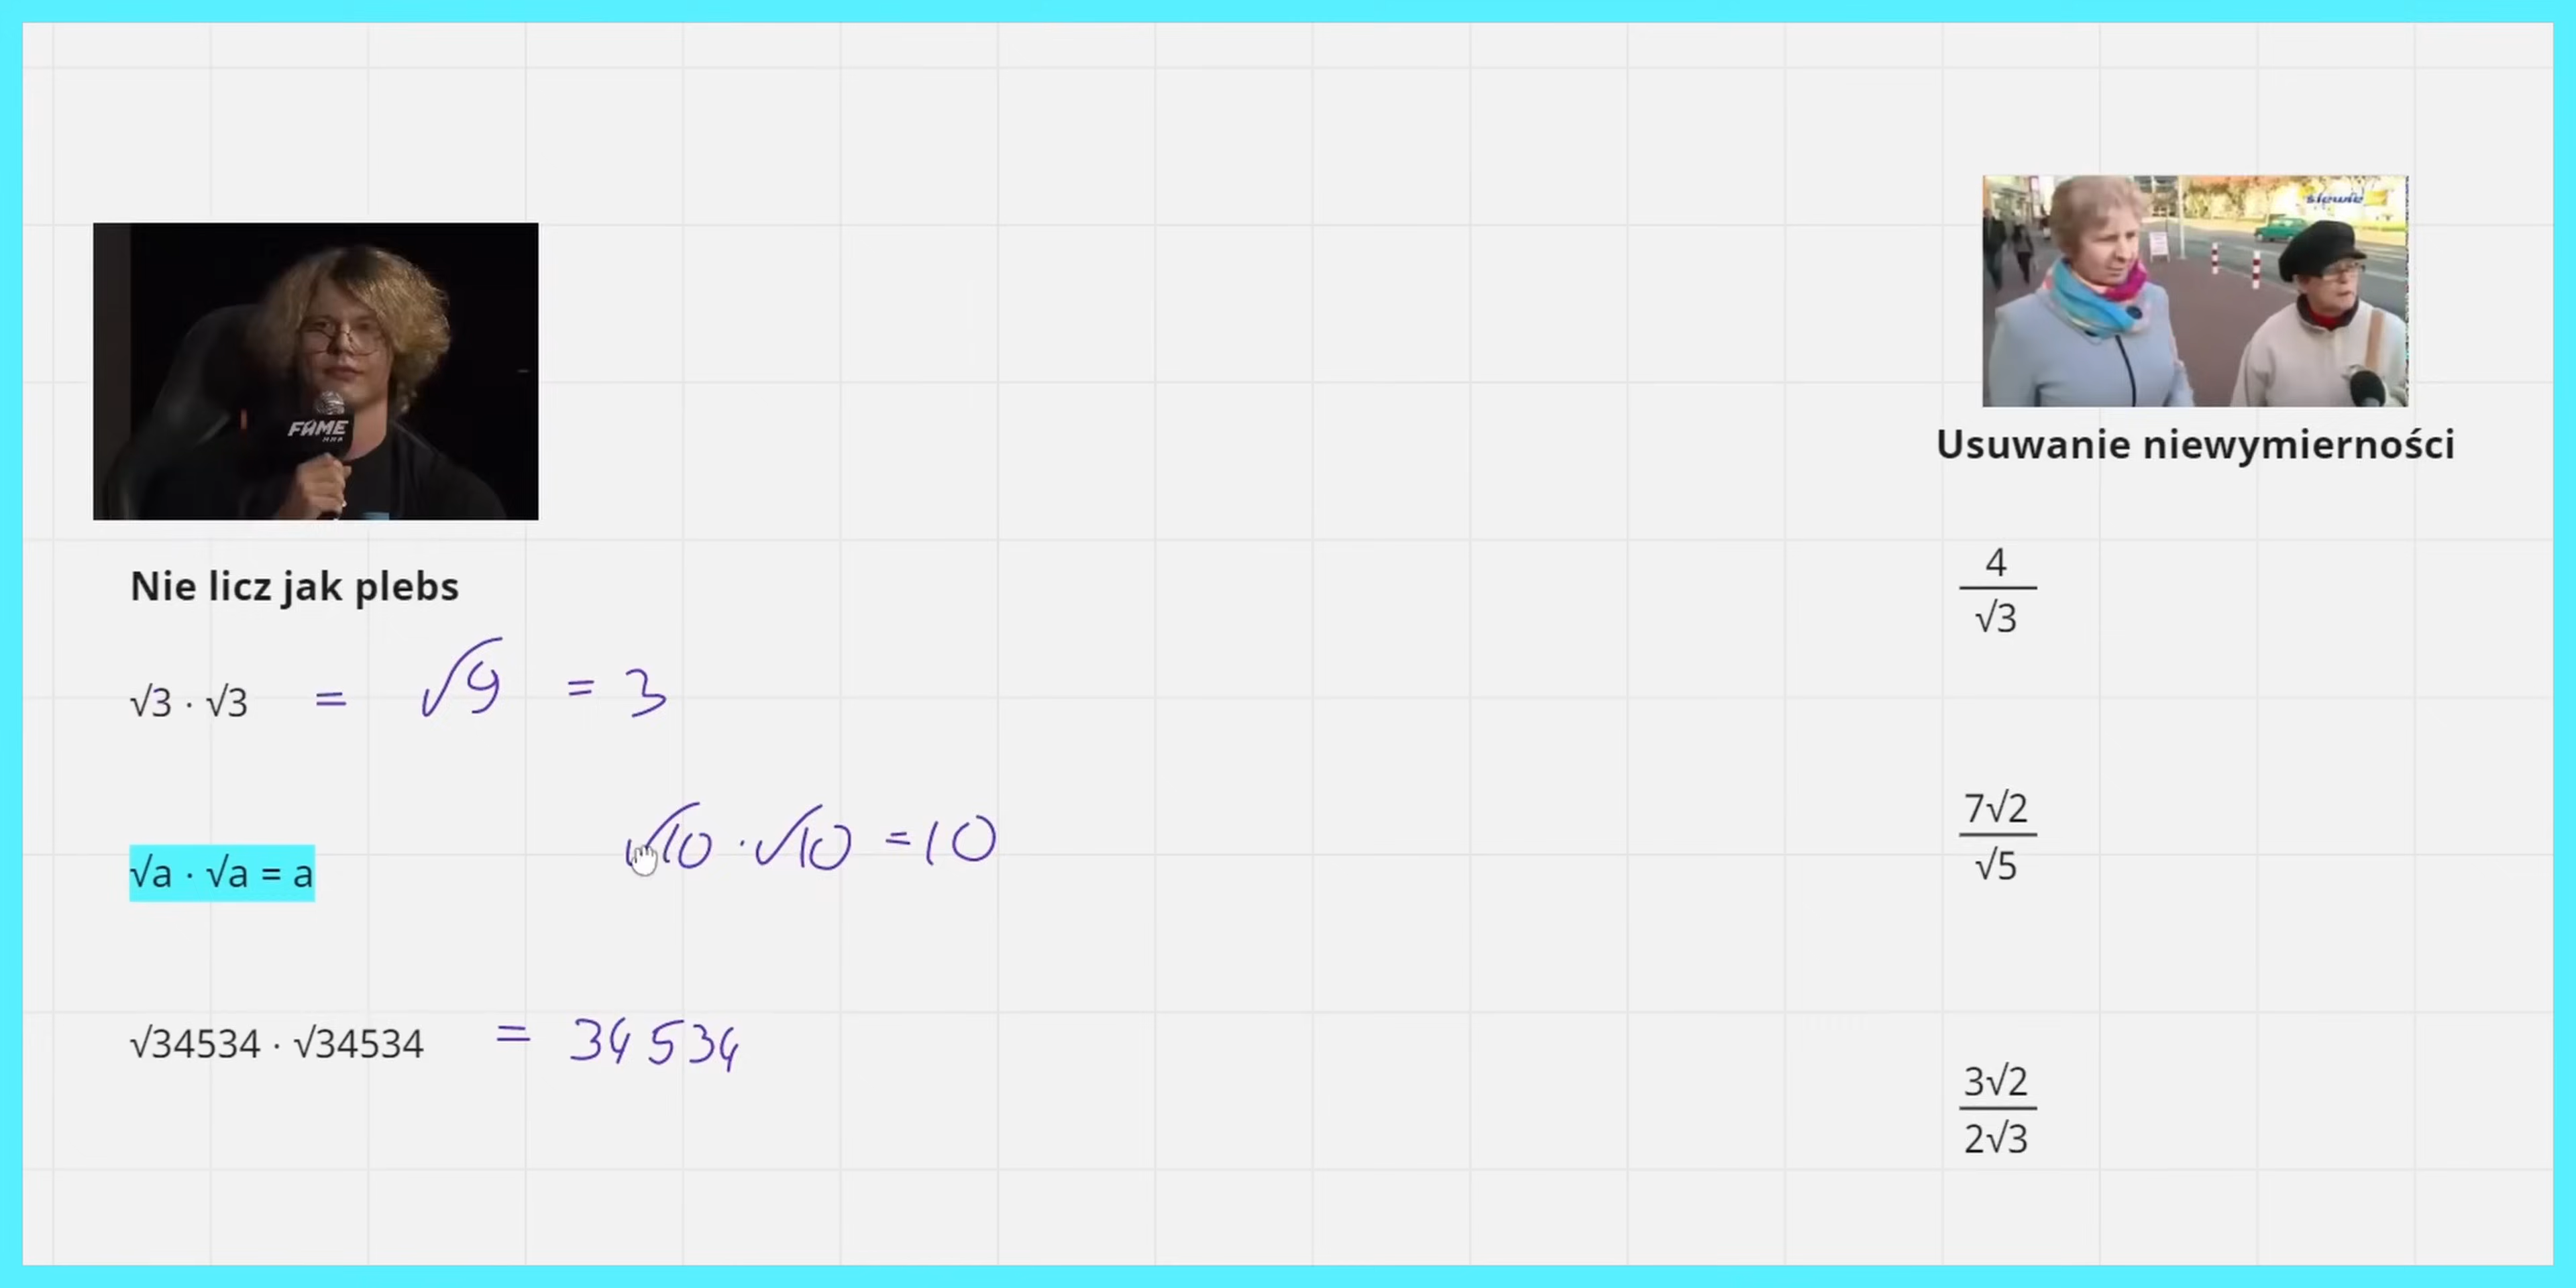 FAME
MMA
Nie licz jak plebs
√3 · √3 = √9 = 3
√10 · √10 = 10
√a · √a = a
√34534 · √34534 = 34534
Usuwanie niewymierności
4
√3
7√2
√5
3√2
2√3